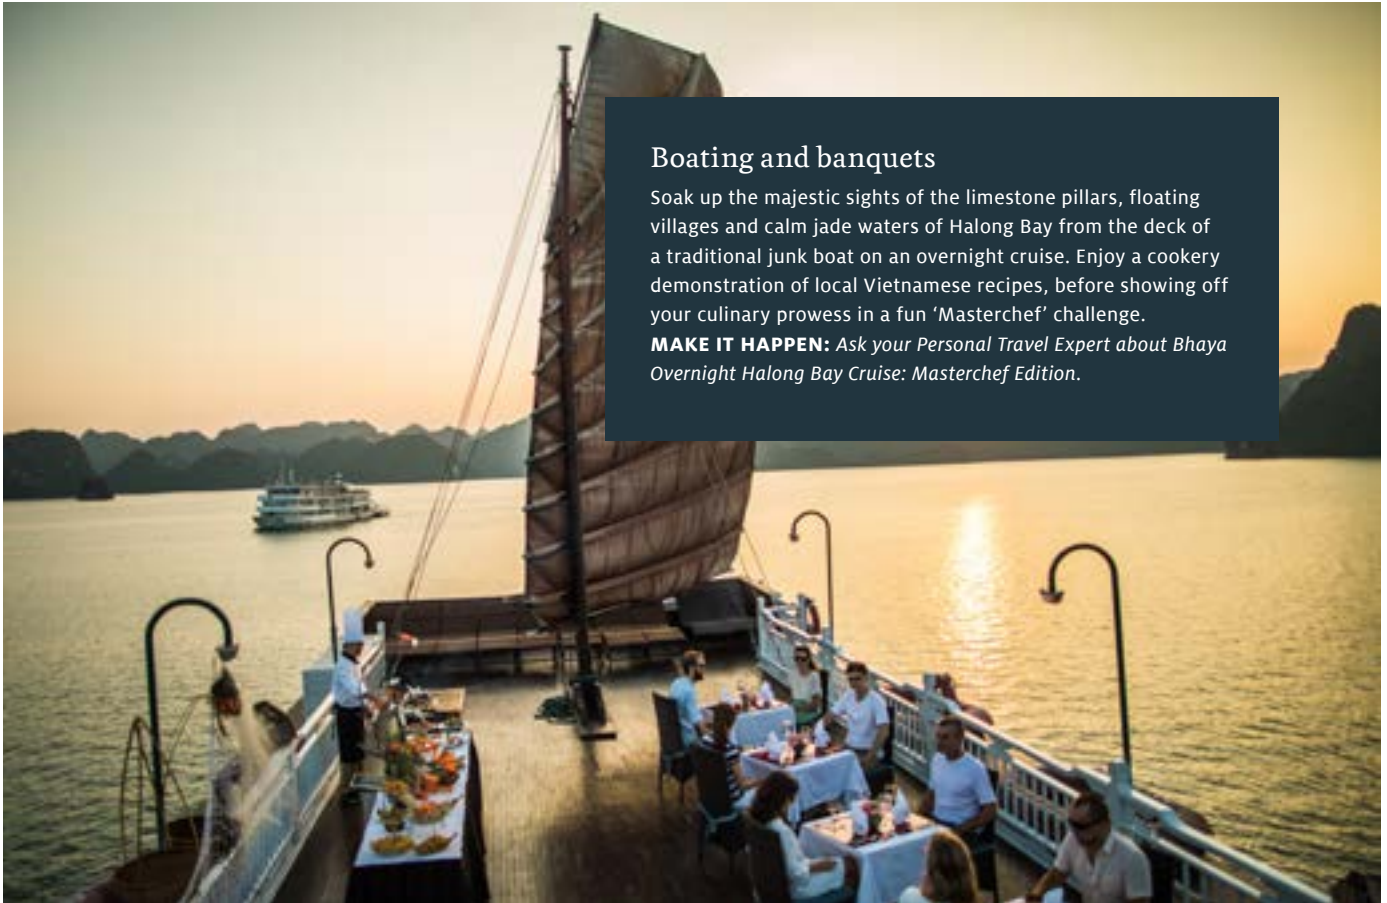 Boating and banquets
Soak up the majestic sights of the limestone pillars, floating
villages and calm jade waters of Halong Bay from the deck of
a traditional junk boat on an overnight cruise. Enjoy a cookery
demonstration of local Vietnamese recipes, before showing off
your culinary prowess in a fun ‘Masterchef’ challenge.
MAKE IT HAPPEN: Ask your Personal Travel Expert about Bhaya
Overnight Halong Bay Cruise: Masterchef Edition.